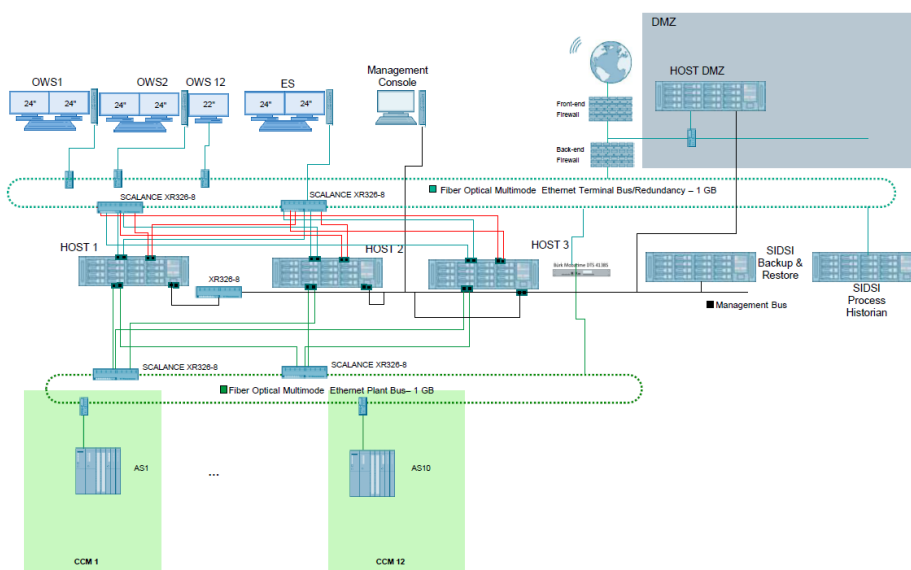 DMZ
OWS1
OWS2
OWS 12
ES
Management
Console
HOST DMZ
24"
24"
24"
24"
22"
24"
24"
Front-end
Firewall
Back-end
Firewall
Fiber Optical Multimode Ethernet Terminal Bus/Redundancy – 1 GB
SCALANCE XR326-8
SCALANCE XR326-8
HOST 1
HOST 2
HOST 3
SIDSI
Backup &
Restore
XR326-8
SIDSI
Process
Historian
Management Bus
SCALANCE XR326-8
SCALANCE XR326-8
Fiber Optical Multimode Ethernet Plant Bus– 1 GB
AS1
...
AS10
CCM 1
CCM 12